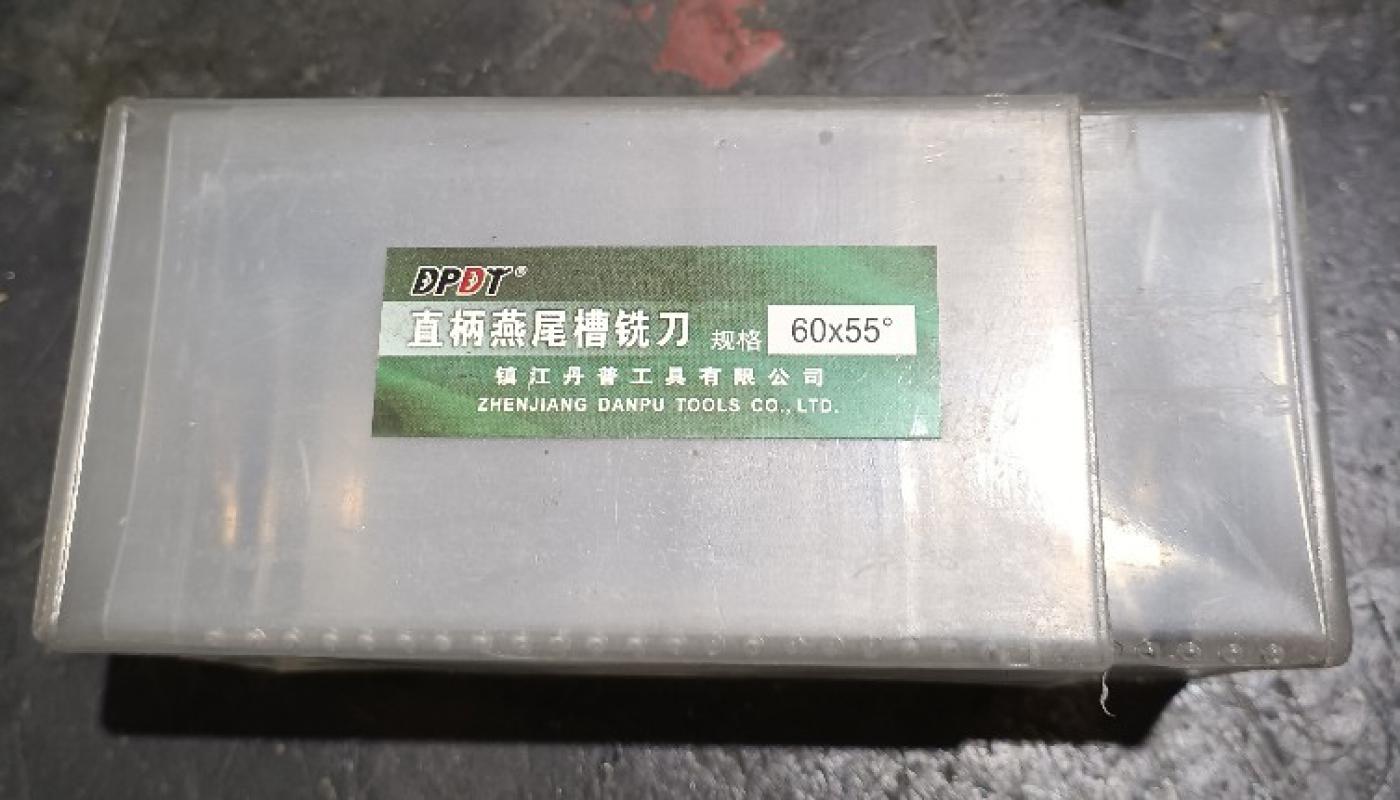 DPDT®
直柄燕尾槽铣刀 规格 60x55°
镇江丹普工具有限公司
ZHENJIANG DANPU TOOLS CO., LTD.